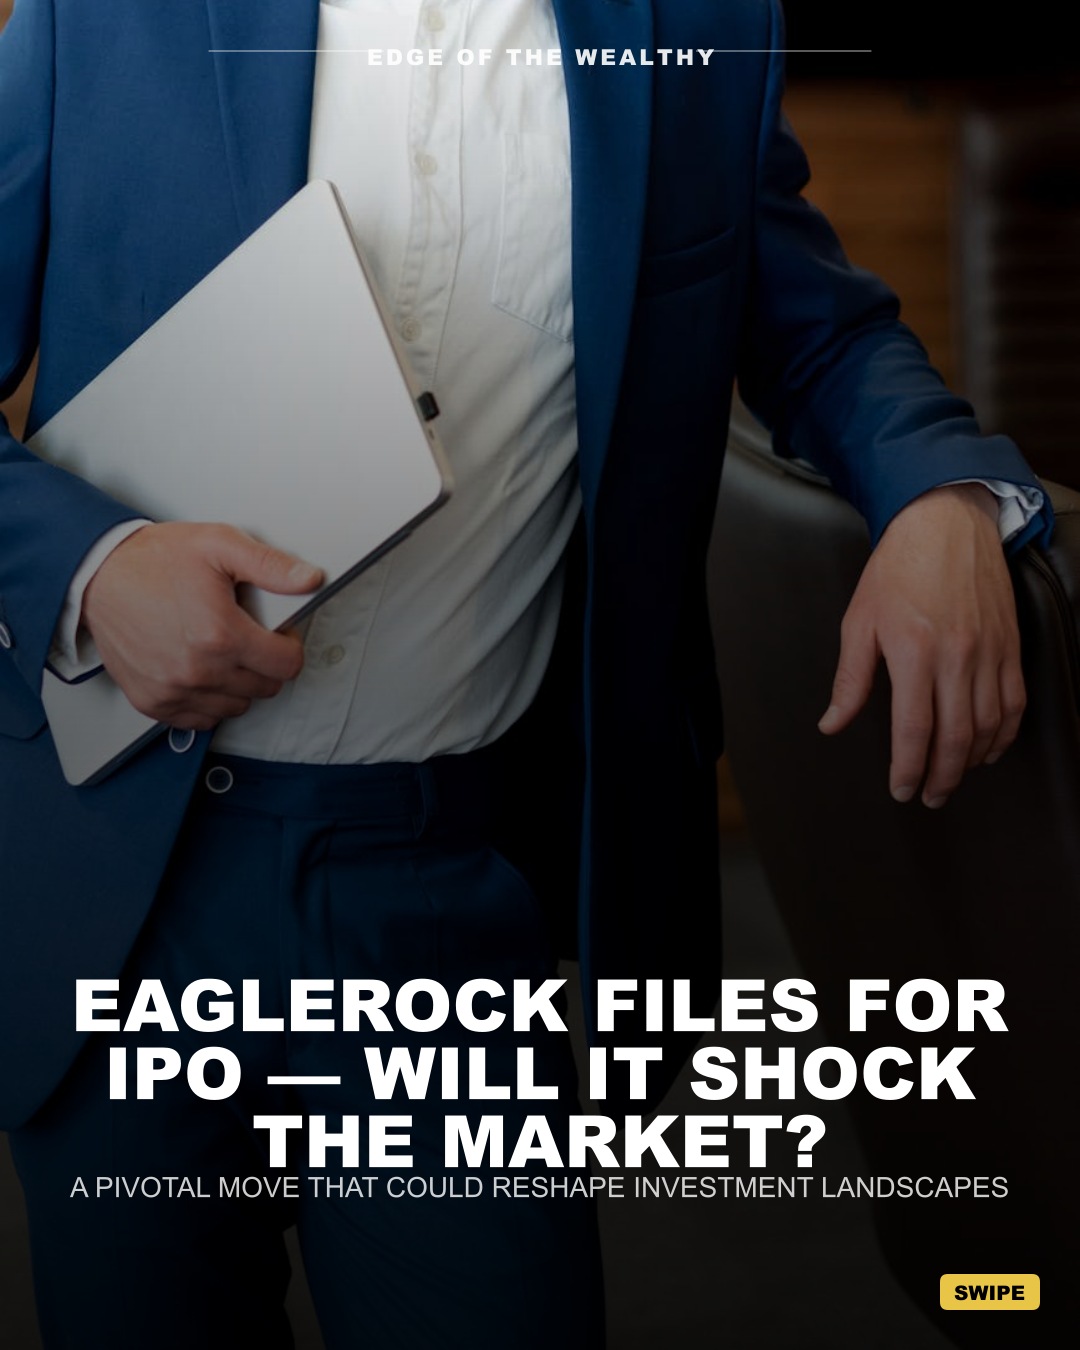 EDGE OF THE WEALTHY
EAGLEROCK FILES FOR
IPO — WILL IT SHOCK
THE MARKET?
A PIVOTAL MOVE THAT COULD RESHAPE INVESTMENT LANDSCAPES
SWIPE